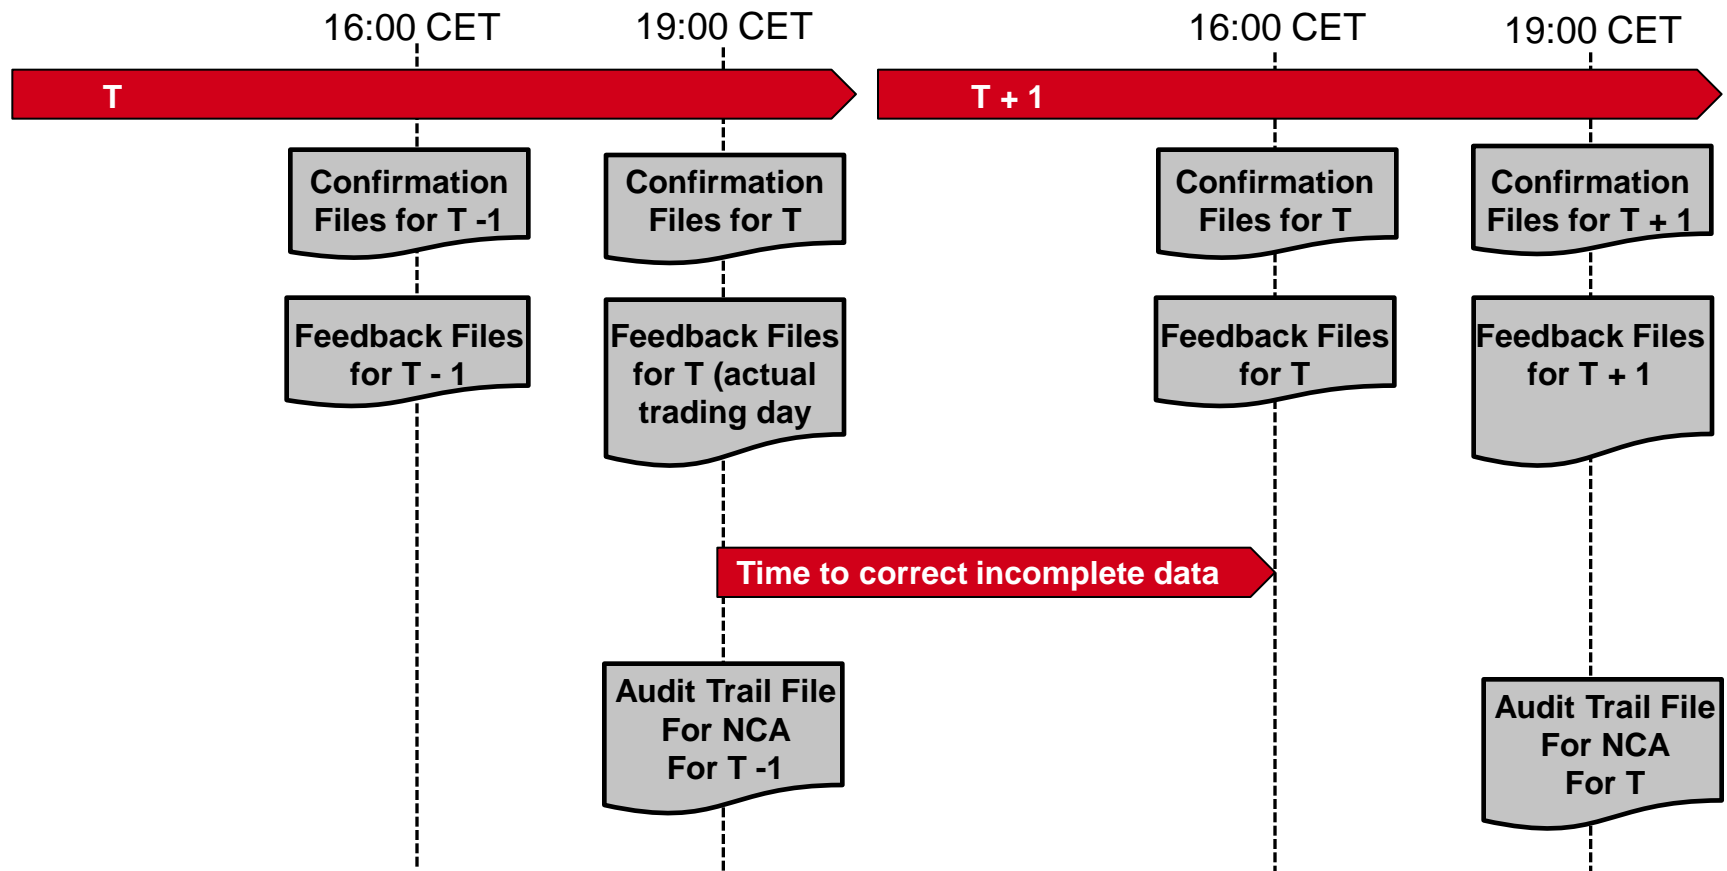 16:00 CET
19:00 CET
16:00 CET
19:00 CET
T
T + 1
Confirmation
Files for T -1
Confirmation
Files for T
Confirmation
Files for T
Confirmation
Files for T + 1
Feedback Files
for T - 1
Feedback Files
for T (actual
trading day
Feedback Files
for T
Feedback Files
for T + 1
Time to correct incomplete data
Audit Trail File
For NCA
For T -1
Audit Trail File
For NCA
For T